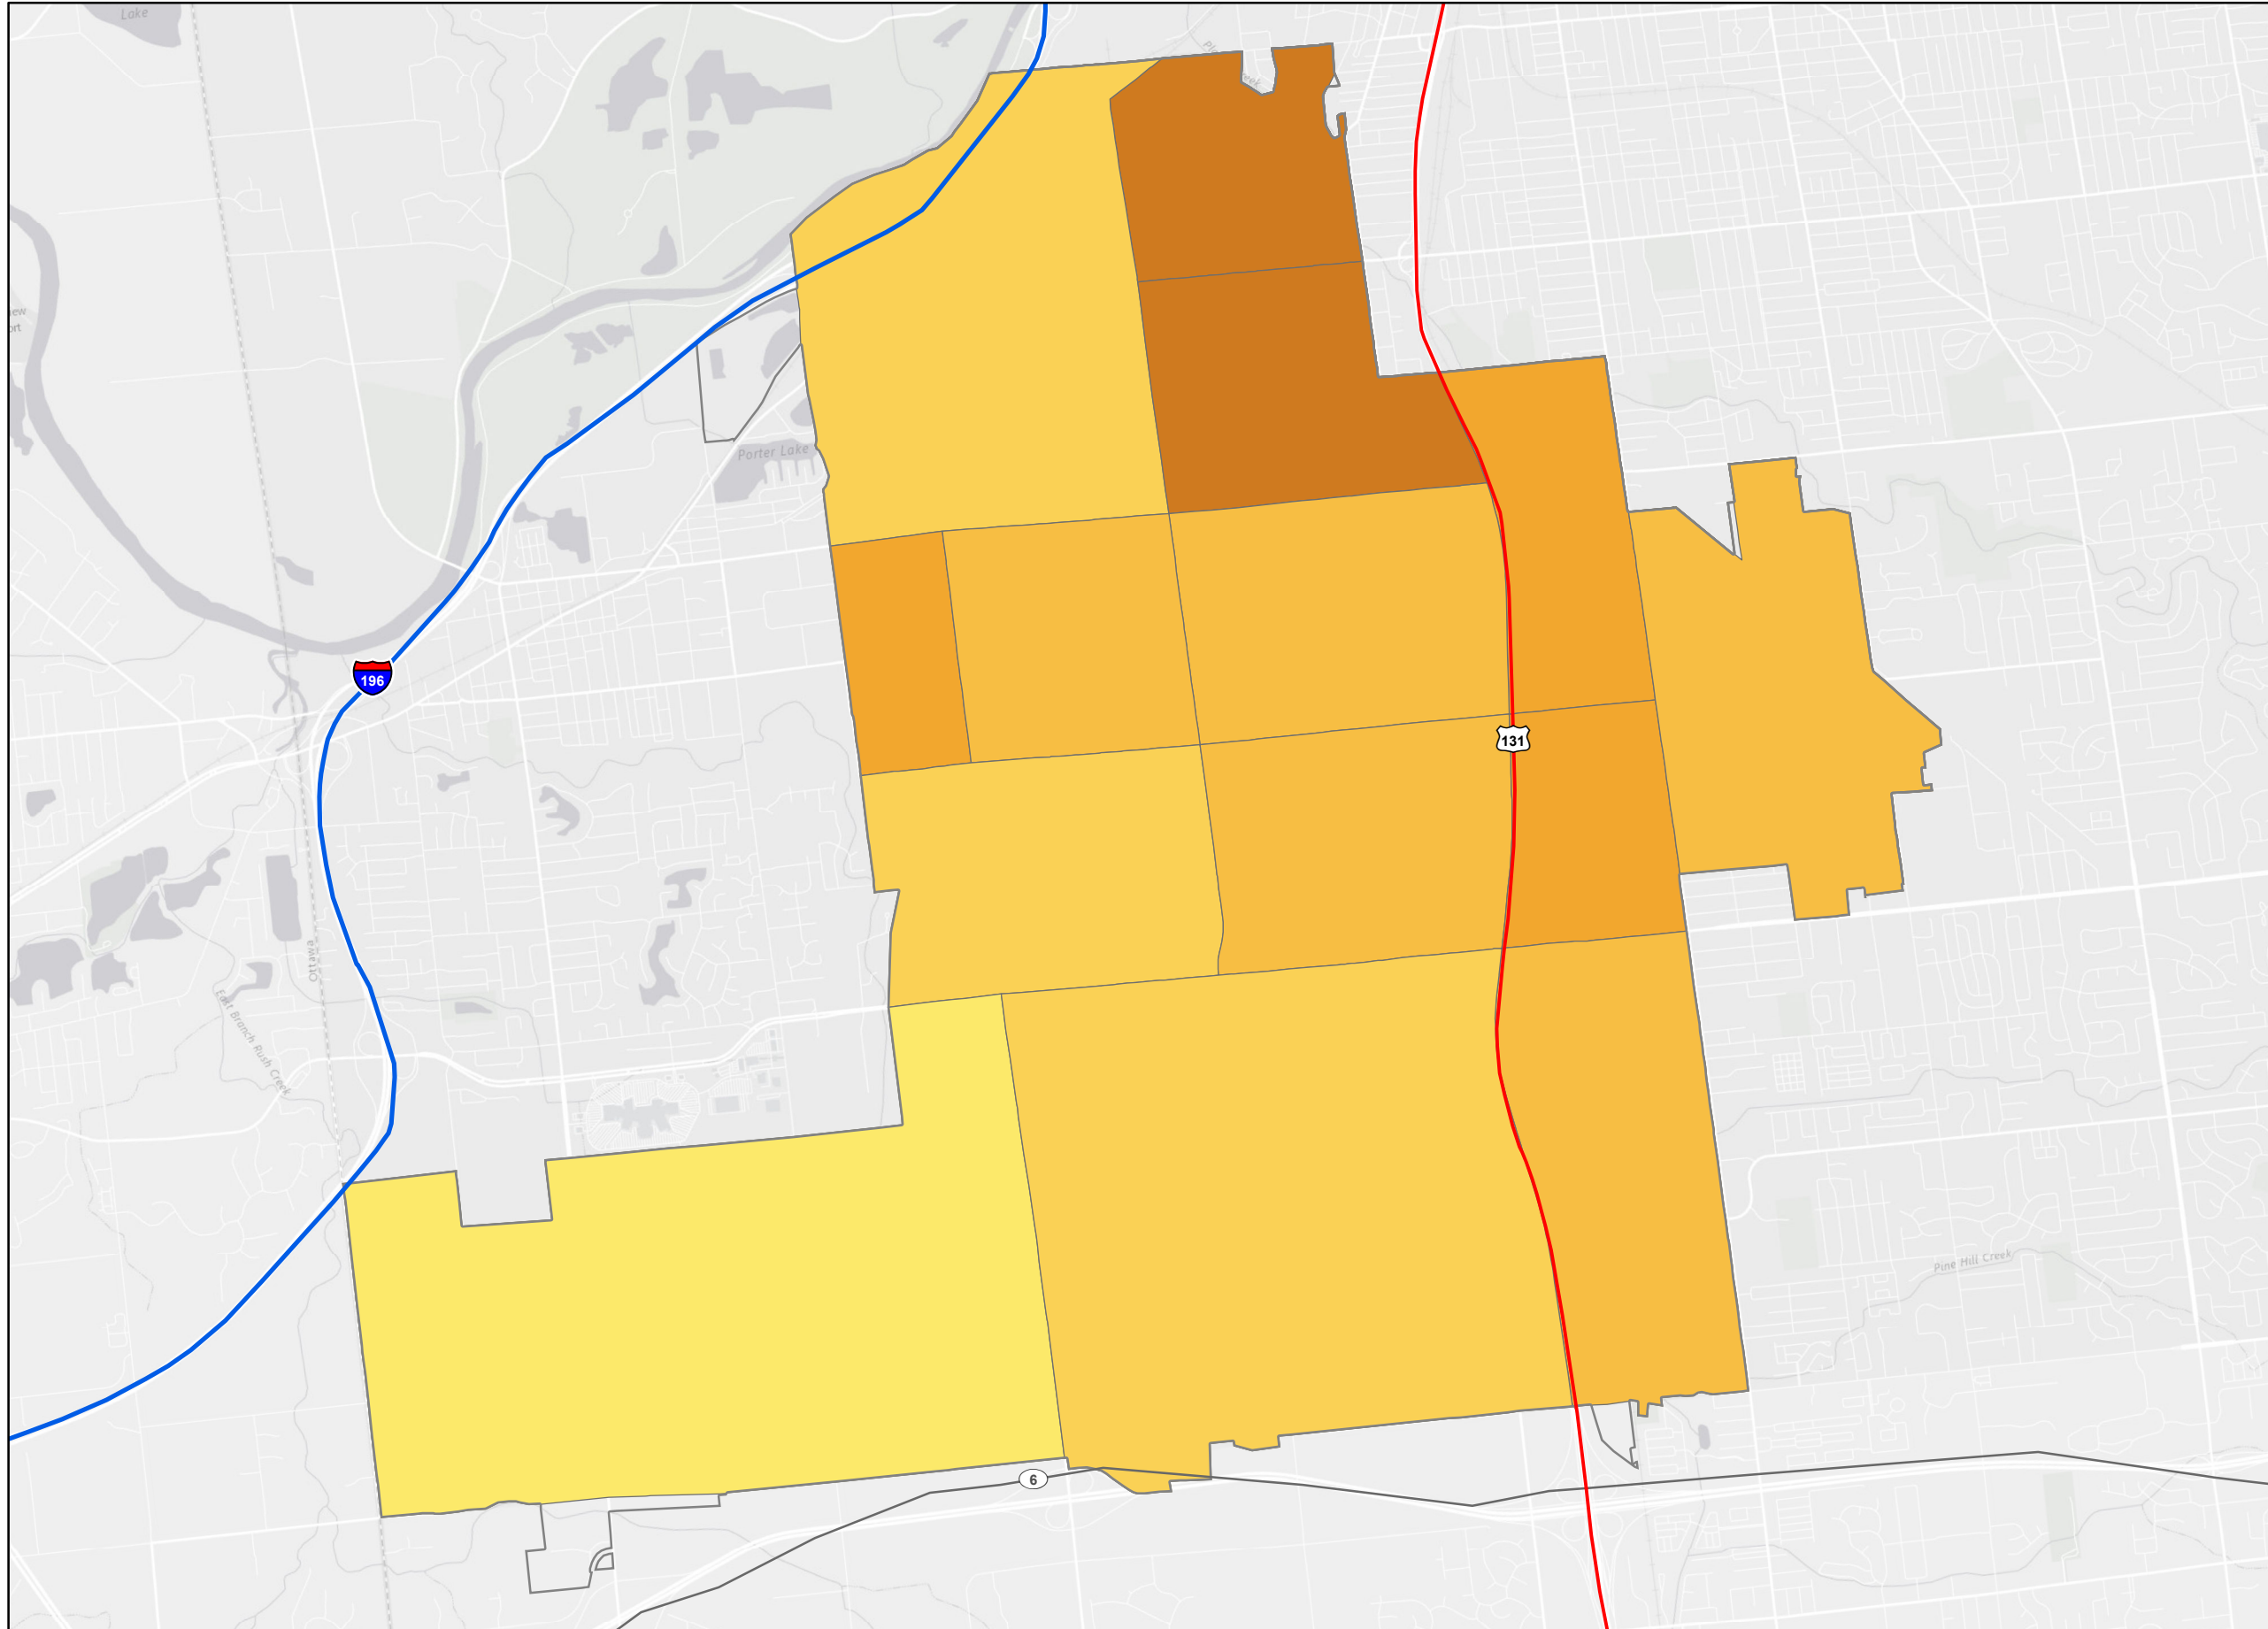 Lake
Porter Lake
196
131
Ottawa
East Branch Rush Creek
Pine Hill Creek
6